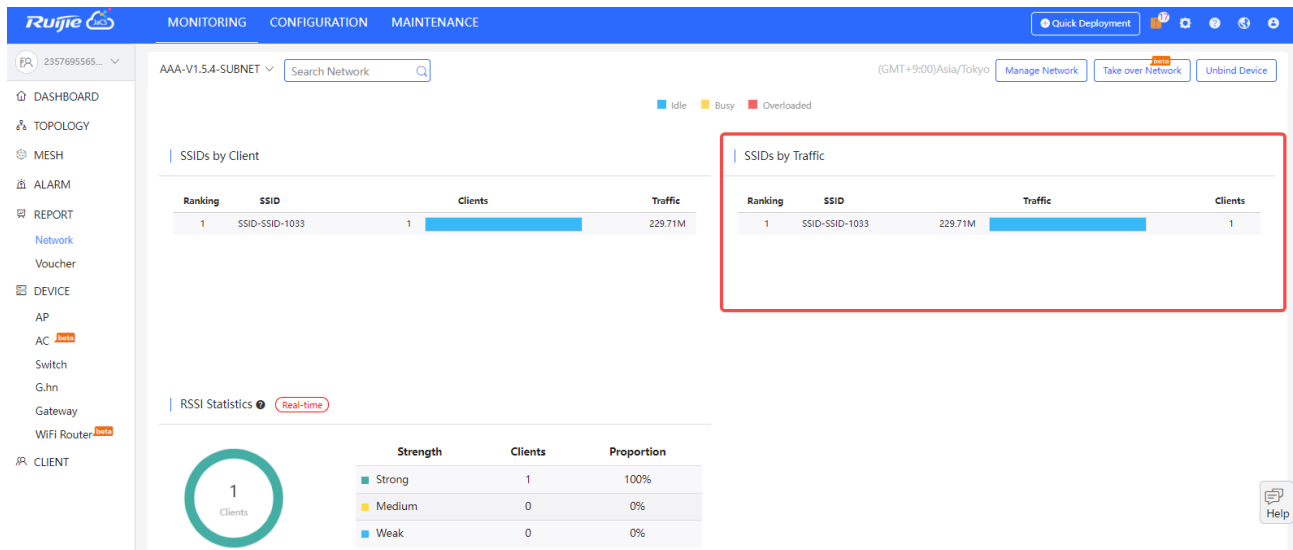 Ruijie JaCS MONITORING CONFIGURATION MAINTENANCE Quick Deployment 17
2357695565... AAA-V1.5.4-SUBNET Search Network (GMT+9:00)Asia/Tokyo Manage Network Take over Network beta Unbind Device
DASHBOARD
TOPOLOGY
MESH
ALARM
REPORT
Network
Voucher
DEVICE
AP
AC beta
Switch
G.hn
Gateway
WiFi Router beta
CLIENT
Idle Busy Overloaded
SSIDs by Client
Ranking SSID Clients Traffic
1 SSID-SSID-1033 1 229.71M
SSIDs by Traffic
Ranking SSID Traffic Clients
1 SSID-SSID-1033 229.71M 1
RSSI Statistics Real-time
1
Clients
Strength Clients Proportion
Strong 1 100%
Medium 0 0%
Weak 0 0%
Help